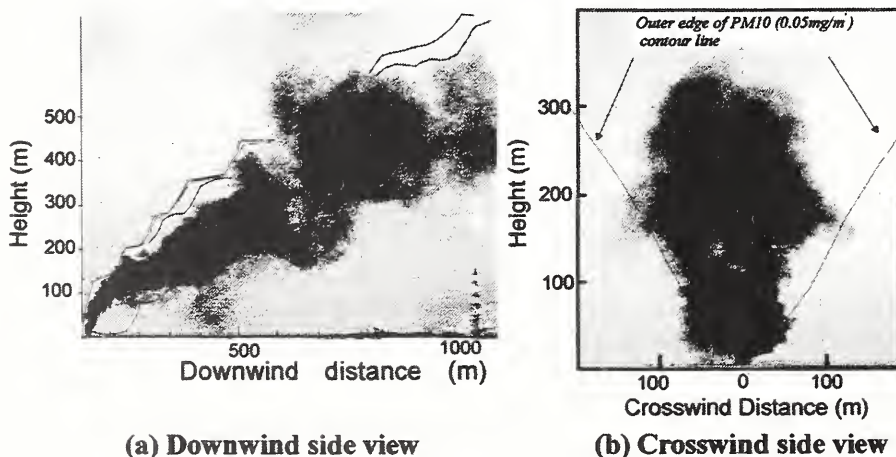 500
400
300
200
100
Height (m)
500
1000
Downwind distance (m)
(a) Downwind side view
Outer edge of PM10 (0.05mg/m³)
contour line
300
200
100
Height (m)
100
0
100
Crosswind Distance (m)
(b) Crosswind side view